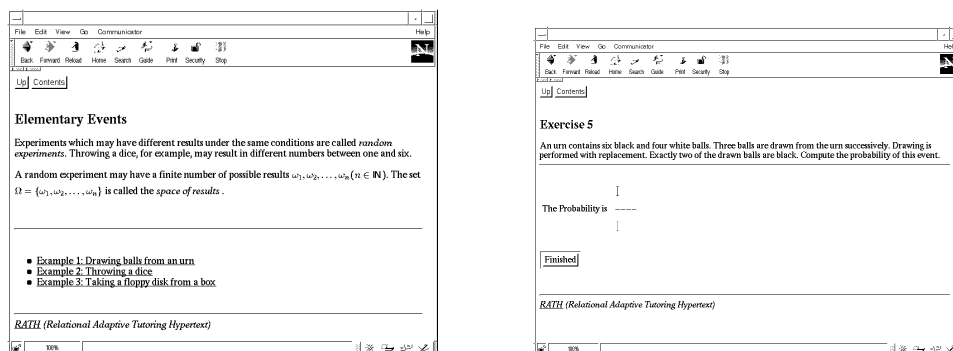 File Edit View Go Communicator Help
Back Forward Reload Home Search Guide Print Security Stop
Up Contents
Elementary Events
Experiments which may have different results under the same conditions are called random
experiments. Throwing a dice, for example, may result in different numbers between one and six.
A random experiment may have a finite number of possible results ω₁, ω₂, . . . , ωₙ(n ∈ ℕ). The set
Ω = {ω₁, ω₂, . . . , ωₙ} is called the space of results .
Example 1: Drawing balls from an urn
Example 2: Throwing a dice
Example 3: Taking a floppy disk from a box
RATH (Relational Adaptive Tutoring Hypertext)
100%
File Edit View Go Communicator
Back Forward Reload Home Search Guide Print Security Stop
Up Contents
Exercise 5
An urn contains six black and four white balls. Three balls are drawn from the urn successively. Drawing is
performed with replacement. Exactly two of the drawn balls are black. Compute the probability of this event.
The Probability is ----
Finished
RATH (Relational Adaptive Tutoring Hypertext)
100%